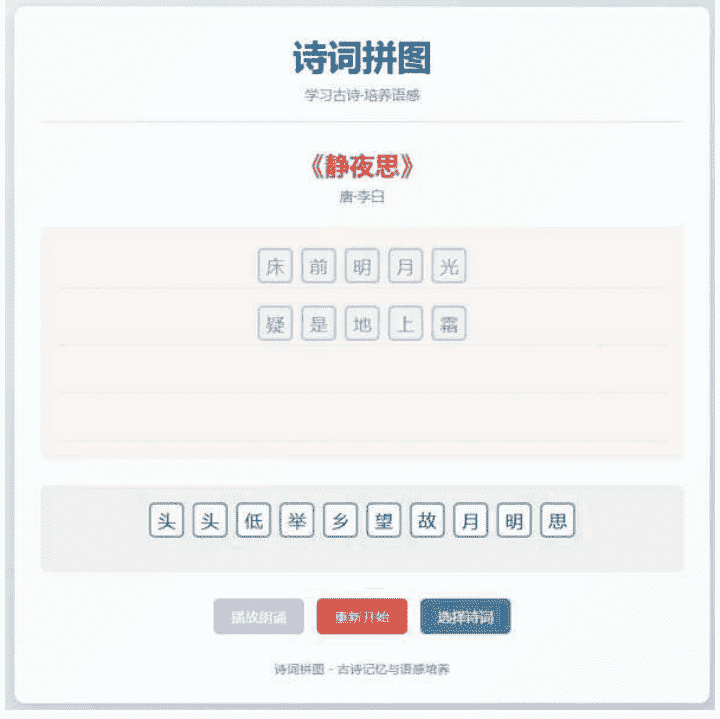 诗词拼图
学习古诗·培养语感
《静夜思》
唐·李白
床前明月光
疑是地上霜
头头低举乡望故月明思
播放朗诵 重新开始 选择诗词
诗词拼图 - 古诗记忆与语感培养